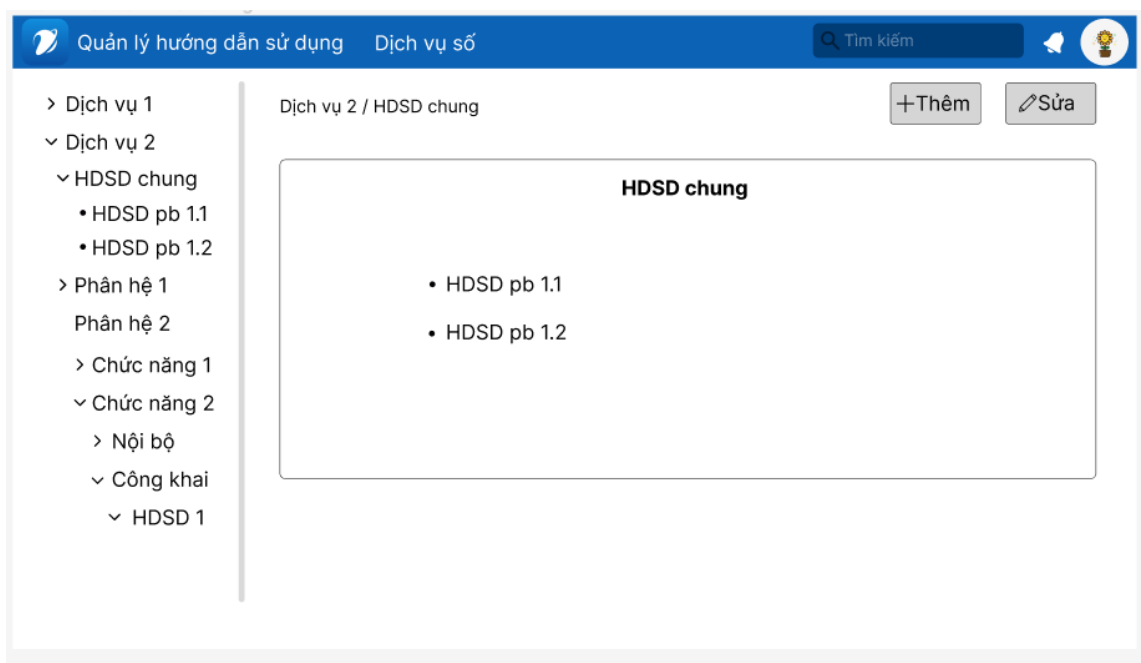 Quản lý hướng dẫn sử dụng Dịch vụ số Tìm kiếm
Dịch vụ 1
Dịch vụ 2
HDSD chung
• HDSD pb 1.1
• HDSD pb 1.2
Phân hệ 1
Phân hệ 2
Chức năng 1
Chức năng 2
Nội bộ
Công khai
HDSD 1
Dịch vụ 2 / HDSD chung
+Thêm
Sửa
HDSD chung
• HDSD pb 1.1
• HDSD pb 1.2